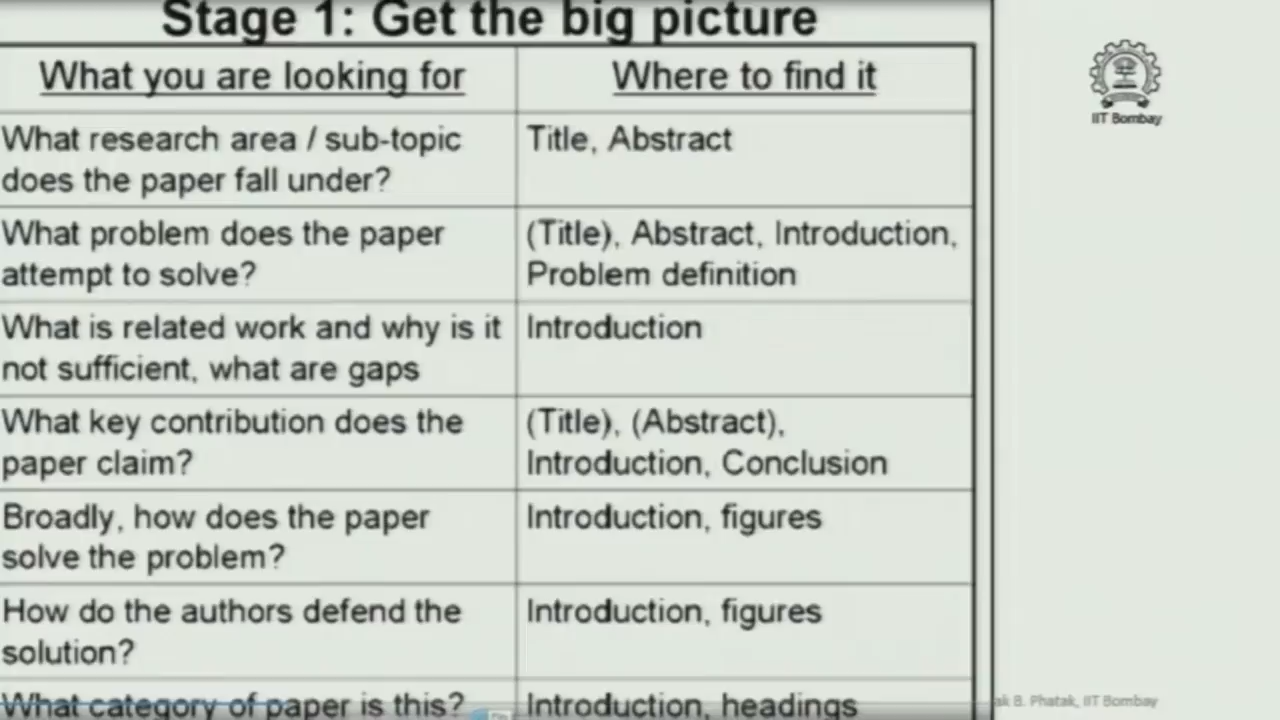 Stage 1: Get the big picture
What you are looking for
Where to find it
What research area / sub-topic
does the paper fall under?
Title, Abstract
What problem does the paper
attempt to solve?
(Title), Abstract, Introduction,
Problem definition
What is related work and why is it
not sufficient, what are gaps
Introduction
What key contribution does the
paper claim?
(Title), (Abstract),
Introduction, Conclusion
Broadly, how does the paper
solve the problem?
Introduction, figures
How do the authors defend the
solution?
Introduction, figures
What category of paper is this?
Introduction, headings
IIT Bombay
ak B. Phatak, IIT Bombay